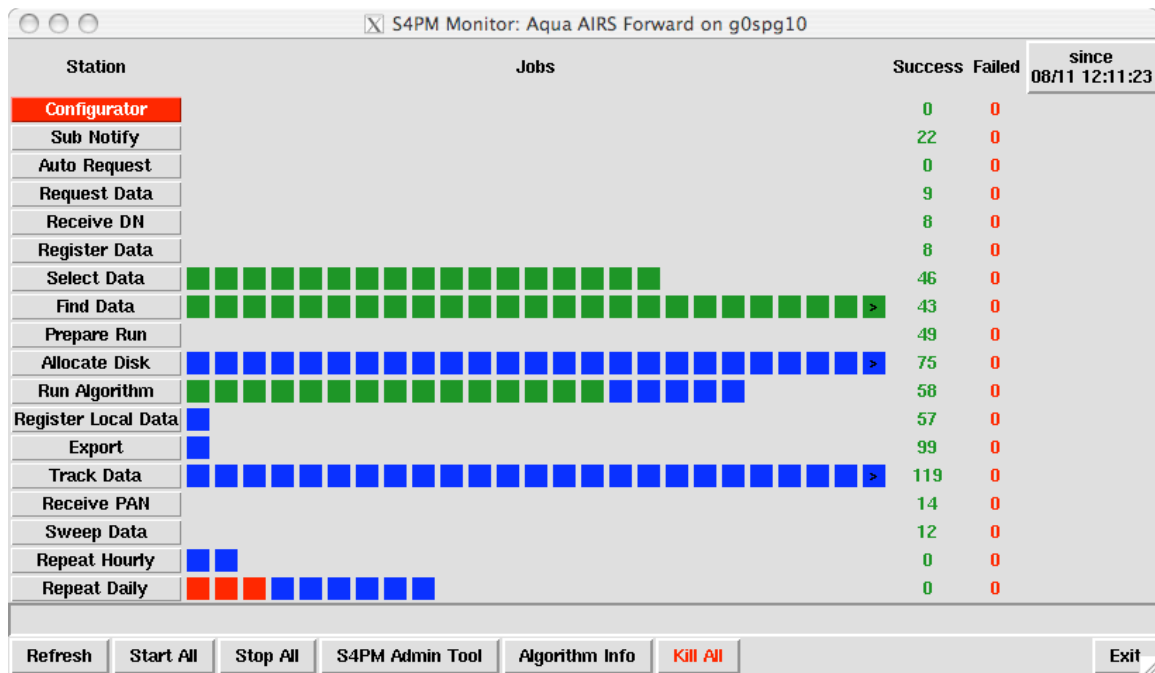 S4PM Monitor: Aqua AIRS Forward on g0spg10
Station Jobs Success Failed since
08/11 12:11:23
Configurator 0 0
Sub Notify 22 0
Auto Request 0 0
Request Data 9 0
Receive DN 8 0
Register Data 8 0
Select Data 46 0
Find Data > 43 0
Prepare Run 49 0
Allocate Disk > 75 0
Run Algorithm 58 0
Register Local Data 57 0
Export 99 0
Track Data > 119 0
Receive PAN 14 0
Sweep Data 12 0
Repeat Hourly 0 0
Repeat Daily 0 0
Refresh Start All Stop All S4PM Admin Tool Algorithm Info Kill All Exit